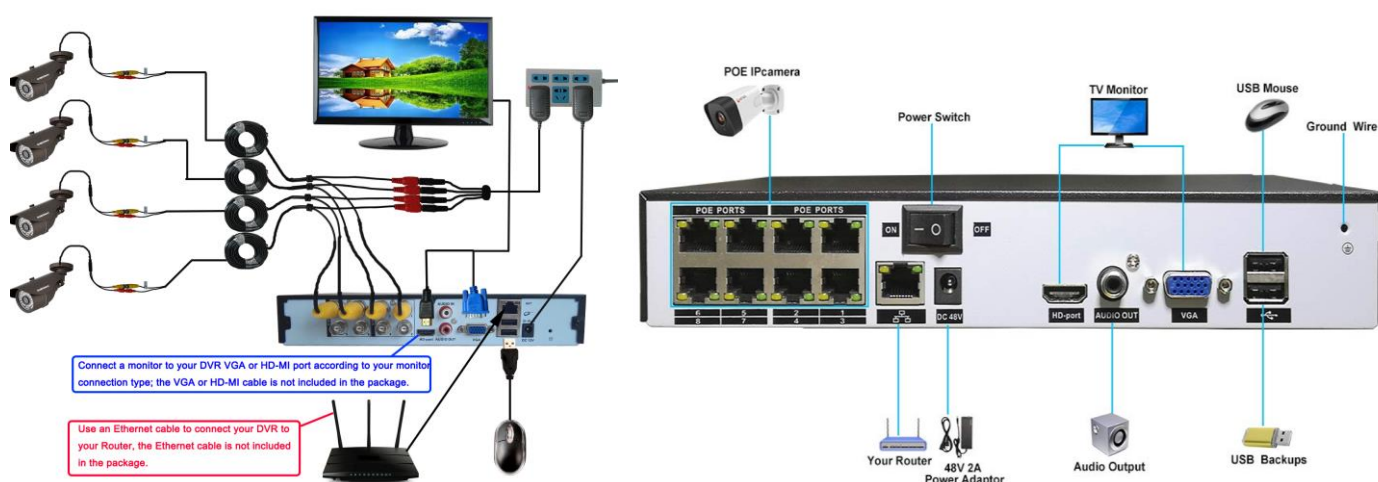 Connect a monitor to your DVR VGA or HD-MI port according to your monitor
connection type; the VGA or HD-MI cable is not included in the package.
Use an Ethernet cable to connect your DVR to
your Router, the Ethernet cable is not included
in the package.
POE IPcamera
Power Switch
TV Monitor
USB Mouse
Ground Wire
POE PORTS
POE PORTS
ON
OFF
6 5 2 1
8 7 4 3
DC 48V
HD-port
AUDIO OUT
VGA
Your Router
48V 2A
Power Adaptor
Audio Output
USB Backups